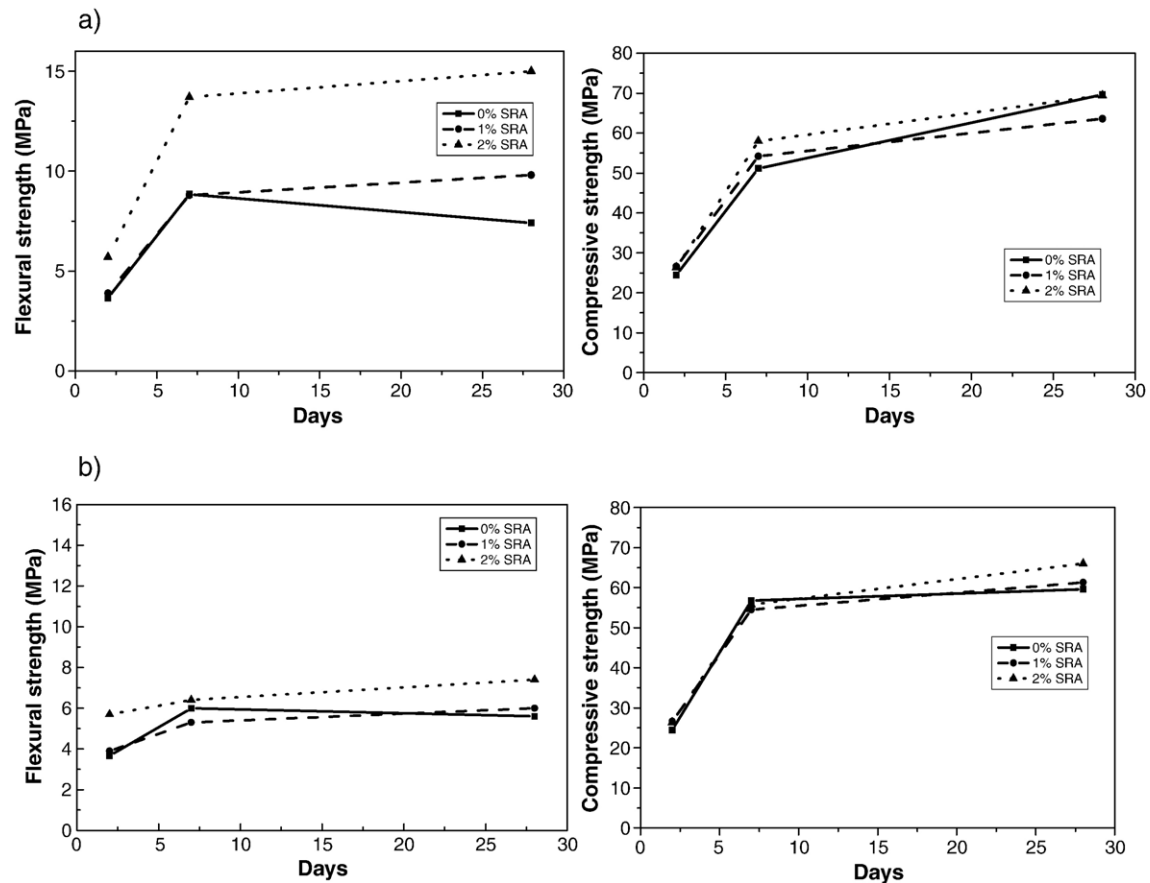 a)
Flexural strength (MPa)
15
10
5
0
0 5 10 15 20 25 30
Days
0% SRA
1% SRA
2% SRA
Compressive strength (MPa)
80
70
60
50
40
30
20
10
0
0 5 10 15 20 25 30
Days
0% SRA
1% SRA
2% SRA
b)
Flexural strength (MPa)
16
14
12
10
8
6
4
2
0
0 5 10 15 20 25 30
Days
0% SRA
1% SRA
2% SRA
Compressive strength (MPa)
80
70
60
50
40
30
20
10
0
0 5 10 15 20 25 30
Days
0% SRA
1% SRA
2% SRA